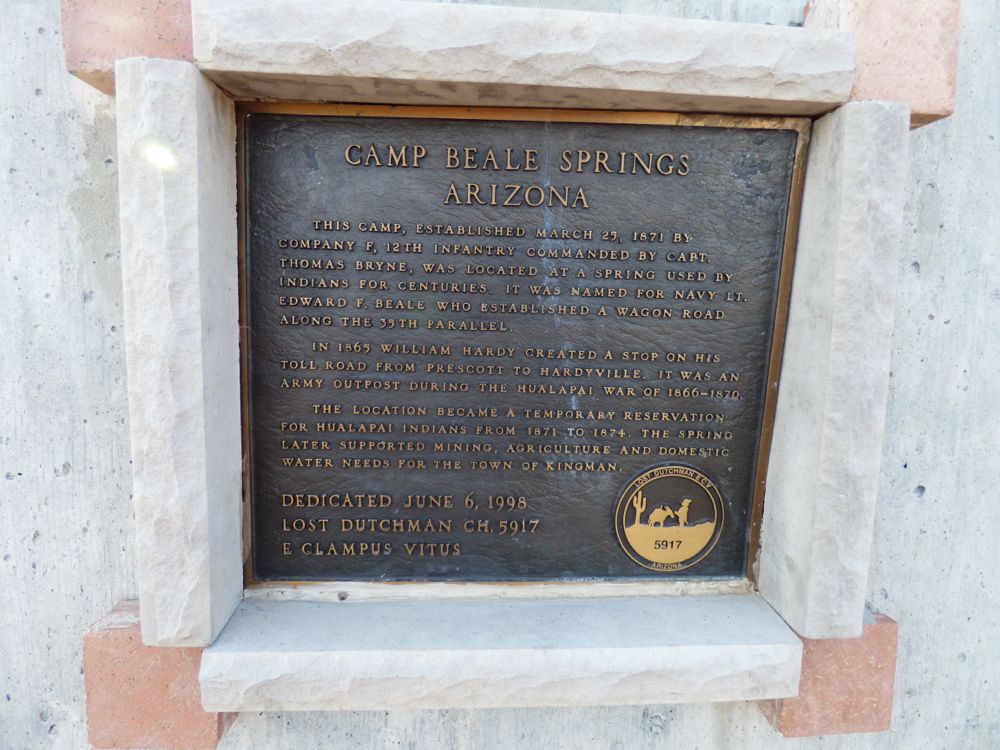 CAMP BEALE SPRINGS
ARIZONA
THIS CAMP, ESTABLISHED MARCH 25, 1871 BY
COMPANY F, 12TH INFANTRY COMMANDED BY CAPT.
THOMAS BRYNE, WAS LOCATED AT A SPRING USED BY
INDIANS FOR CENTURIES. IT WAS NAMED FOR NAVY LT.
EDWARD F. BEALE WHO ESTABLISHED A WAGON ROAD
ALONG THE 35TH PARALLEL.
IN 1865 WILLIAM HARDY CREATED A STOP ON HIS
TOLL ROAD FROM PRESCOTT TO HARDYVILLE. IT WAS AN
ARMY OUTPOST DURING THE HUALAPAI WAR OF 1866-1870.
THE LOCATION BECAME A TEMPORARY RESERVATION
FOR HUALAPAI INDIANS FROM 1871 TO 1874. THE SPRING
LATER SUPPORTED MINING, AGRICULTURE AND DOMESTIC
WATER NEEDS FOR THE TOWN OF KINGMAN.
DEDICATED JUNE 6, 1998
LOST DUTCHMAN CH, 5917
E CLAMPUS VITUS
LOST DUTCHMAN E.C.V
5917
ARIZONA